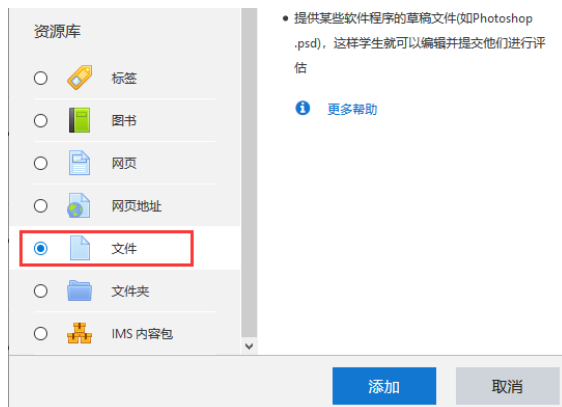 资源库
标签
图书
网页
网页地址
文件
文件夹
IMS 内容包
提供某些软件程序的草稿文件(如Photoshop
.psd)，这样学生就可以编辑并提交他们进行评
估
更多帮助
添加
取消